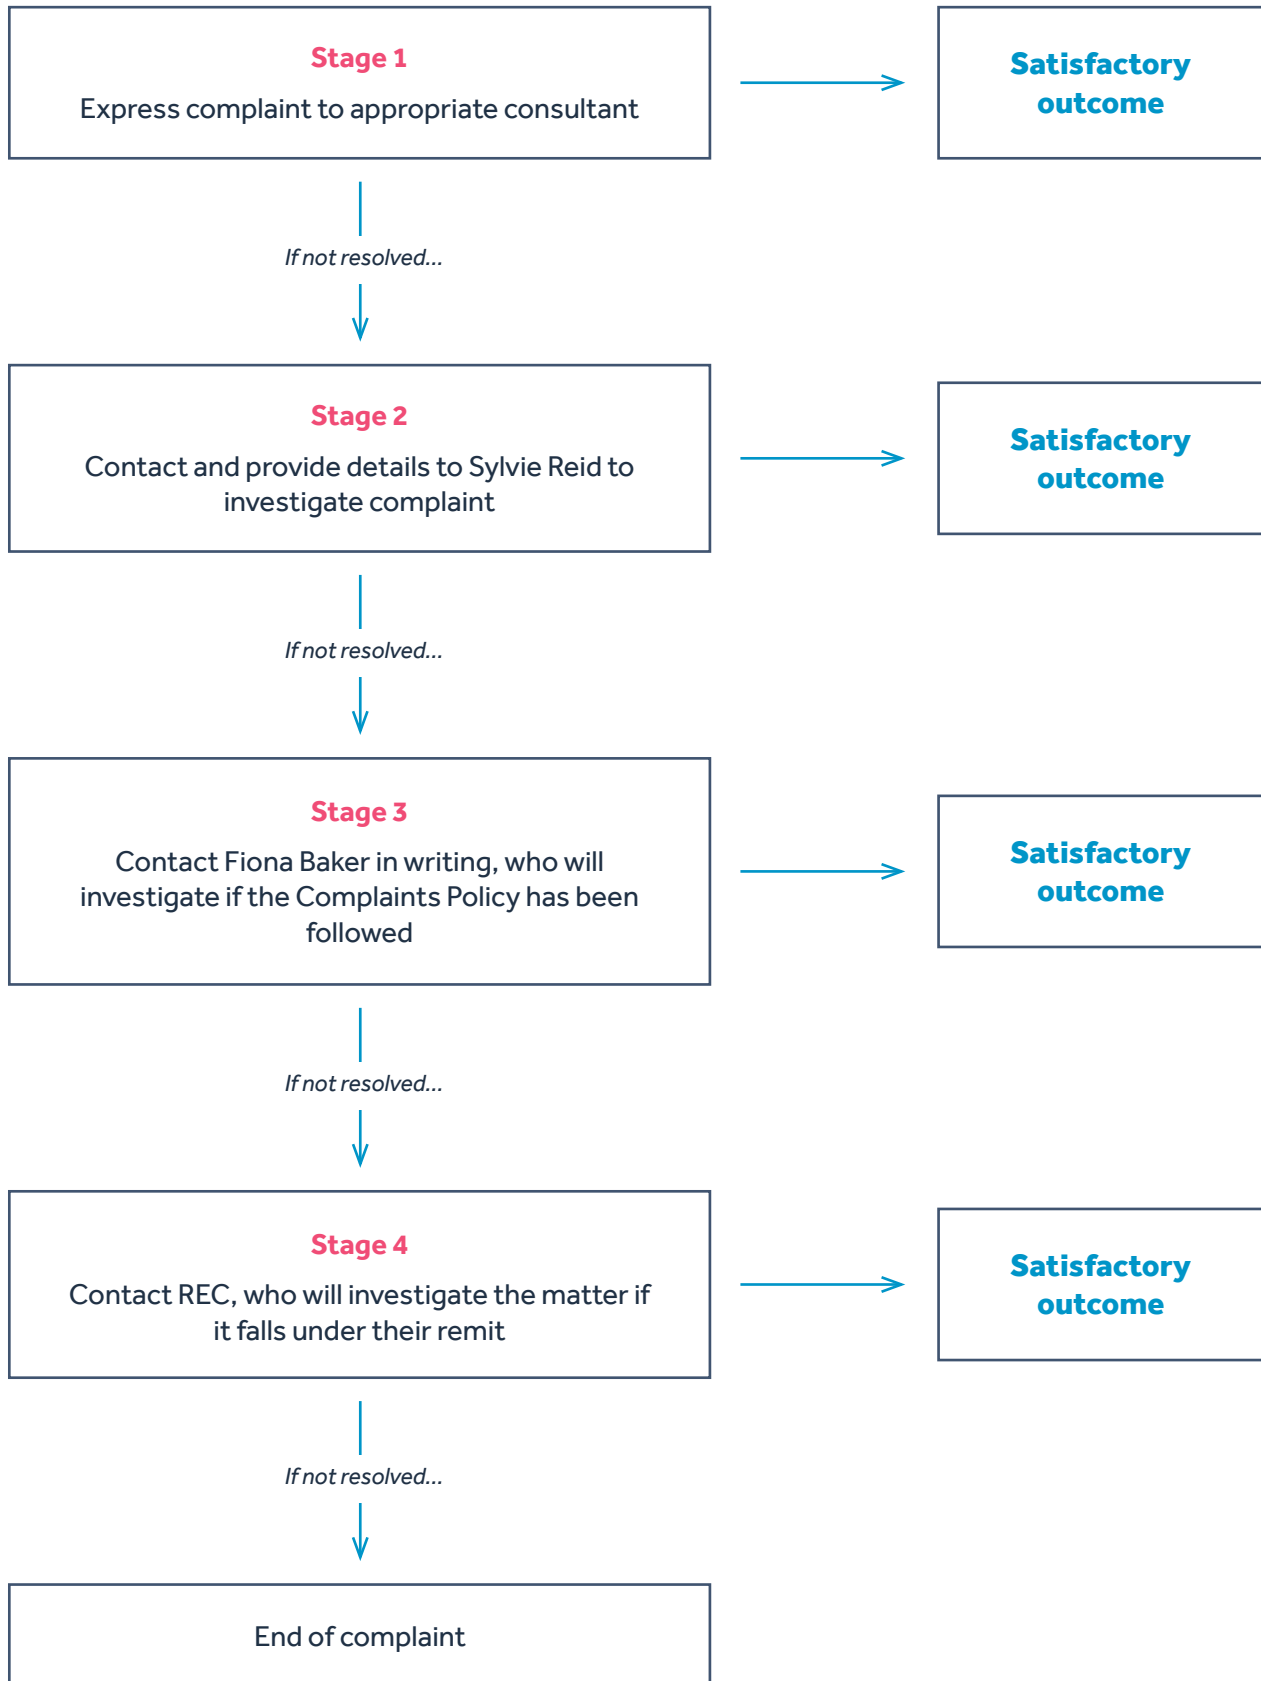 Stage 1
Express complaint to appropriate consultant
Satisfactory
outcome
If not resolved...
Stage 2
Contact and provide details to Sylvie Reid to
investigate complaint
Satisfactory
outcome
If not resolved...
Stage 3
Contact Fiona Baker in writing, who will
investigate if the Complaints Policy has been
followed
Satisfactory
outcome
If not resolved...
Stage 4
Contact REC, who will investigate the matter if
it falls under their remit
Satisfactory
outcome
If not resolved...
End of complaint